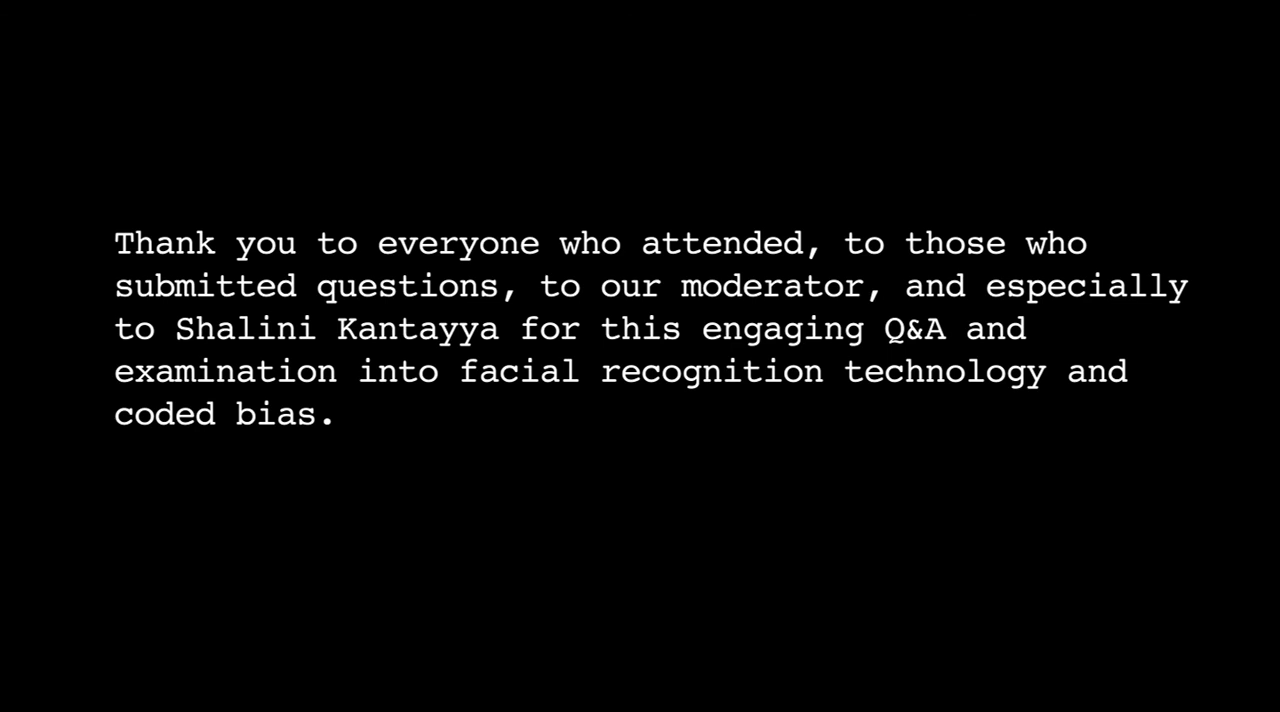 Thank you to everyone who attended, to those who
submitted questions, to our moderator, and especially
to Shalini Kantayya for this engaging Q&A and
examination into facial recognition technology and
coded bias.